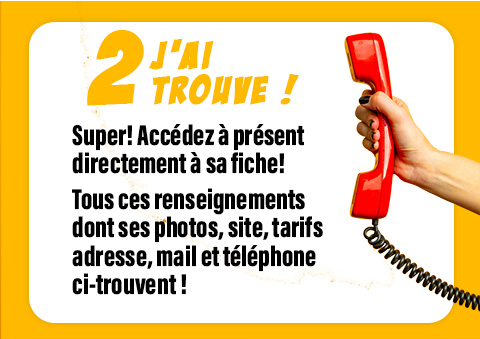 2 J'AI
TROUVE !
Super! Accédez à présent
directement à sa fiche!
Tous ces renseignements
dont ses photos, site, tarifs
adresse, mail et téléphone
ci-trouvent !